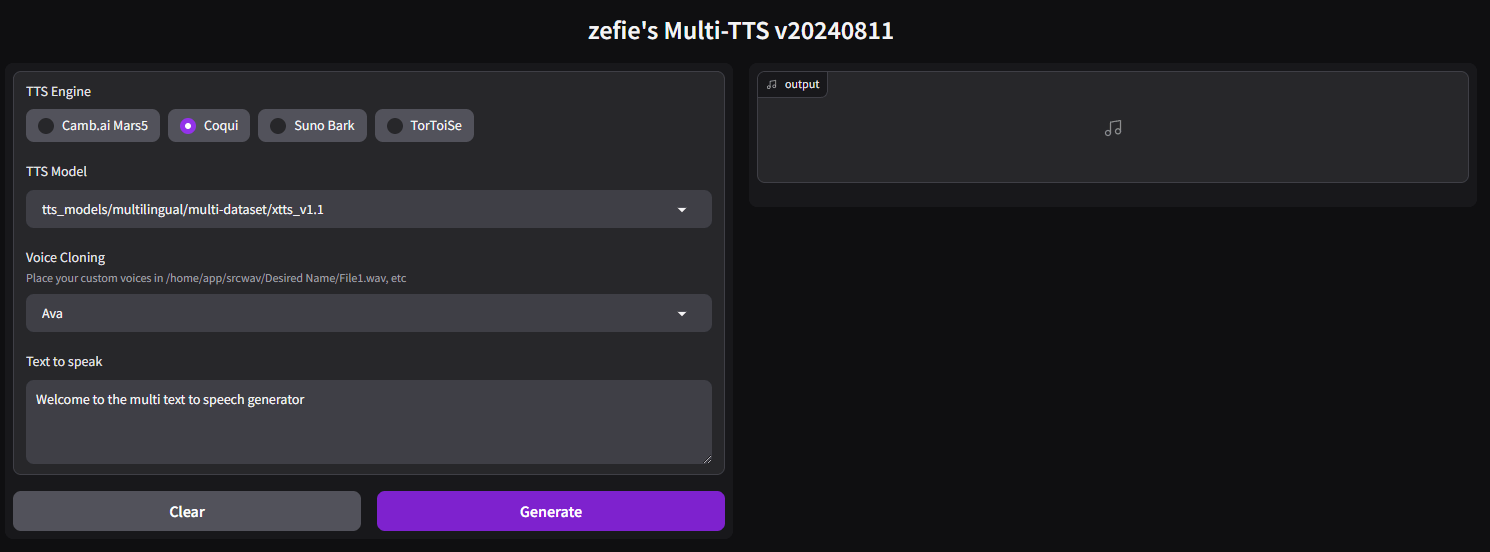 zefie's Multi-TTS v20240811
TTS Engine
Camb.ai Mars5
Coqui
Suno Bark
TorToiSe
TTS Model
tts_models/multilingual/multi-dataset/xtts_v1.1
Voice Cloning
Place your custom voices in /home/app/srcwav/Desired Name/File1.wav, etc
Ava
Text to speak
Welcome to the multi text to speech generator
Clear
Generate
output